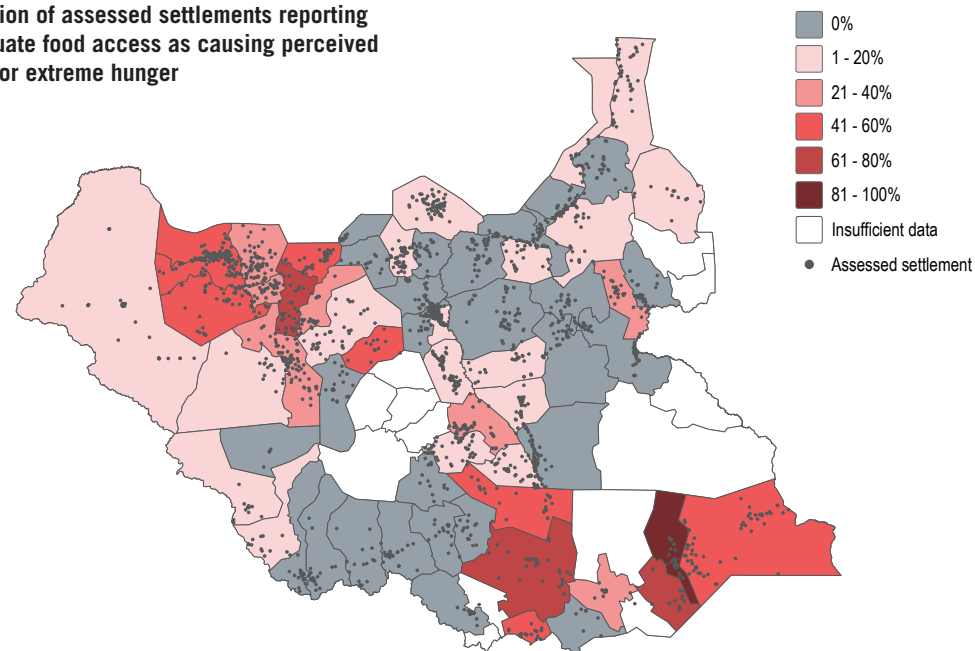 ion of assessed settlements reporting
uate food access as causing perceived
or extreme hunger
0%
1 - 20%
21 - 40%
41 - 60%
61 - 80%
81 - 100%
Insufficient data
Assessed settlement